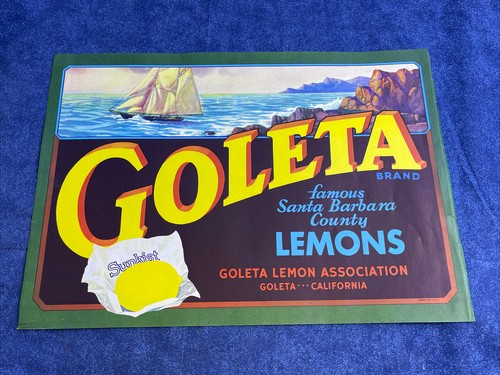 GOLETA
BRAND
famous
Santa Barbara
County
LEMONS
Sunkist
GOLETA LEMON ASSOCIATION
GOLETA --- CALIFORNIA